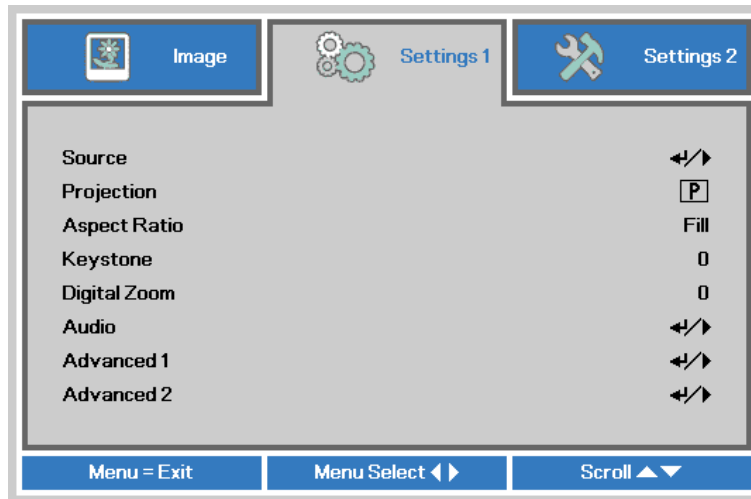 Image
Settings 1
Settings 2
Source
Projection P
Aspect Ratio Fill
Keystone 0
Digital Zoom 0
Audio
Advanced 1
Advanced 2
Menu = Exit
Menu Select
Scroll